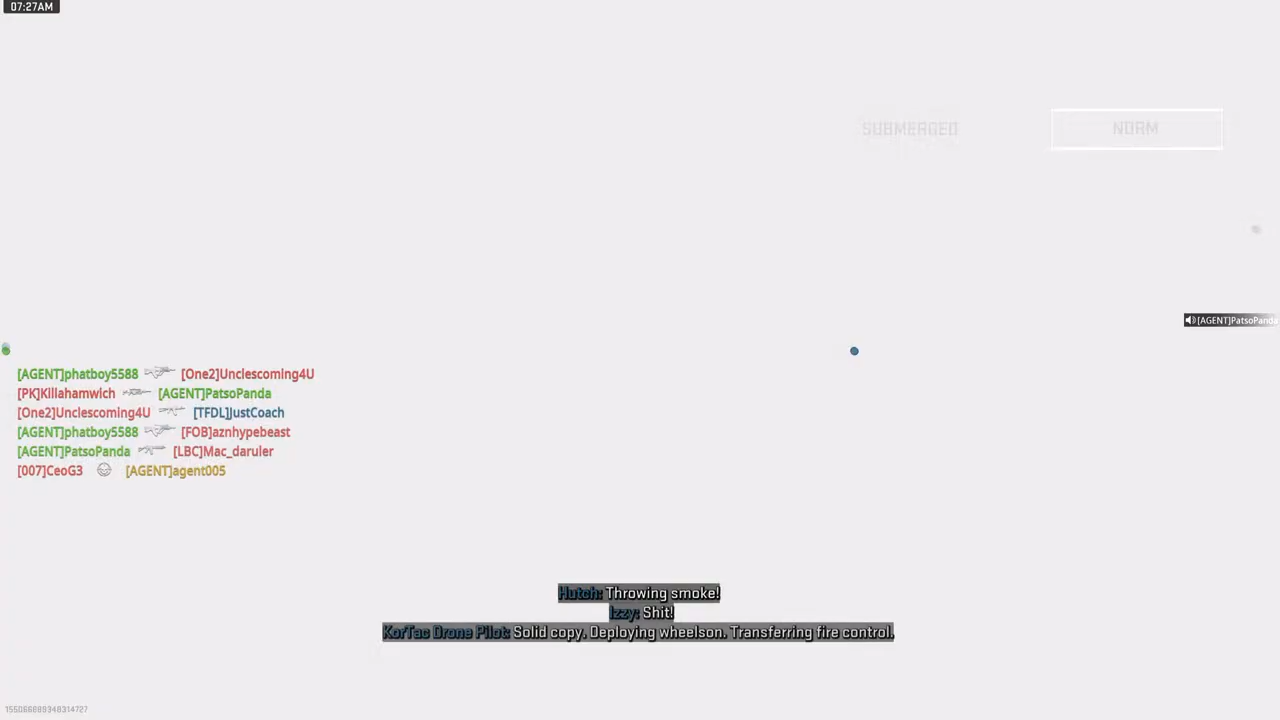 07:27AM
SUBMERGED
NORM
[AGENT]PatsoPanda
[AGENT]phatboy5588 [One2]Unclescoming4U
[PK]Killahamwich [AGENT]PatsoPanda
[One2]Unclescoming4U [TFDL]JustCoach
[AGENT]phatboy5588 [FOB]aznhypebeast
[AGENT]PatsoPanda [LBC]Mac_daruler
[007]CeoG3 [AGENT]agent005
Hutch: Throwing smoke!
Izzy: Shit!
KorTac Drone Pilot: Solid copy. Deploying wheelson. Transferring fire control.